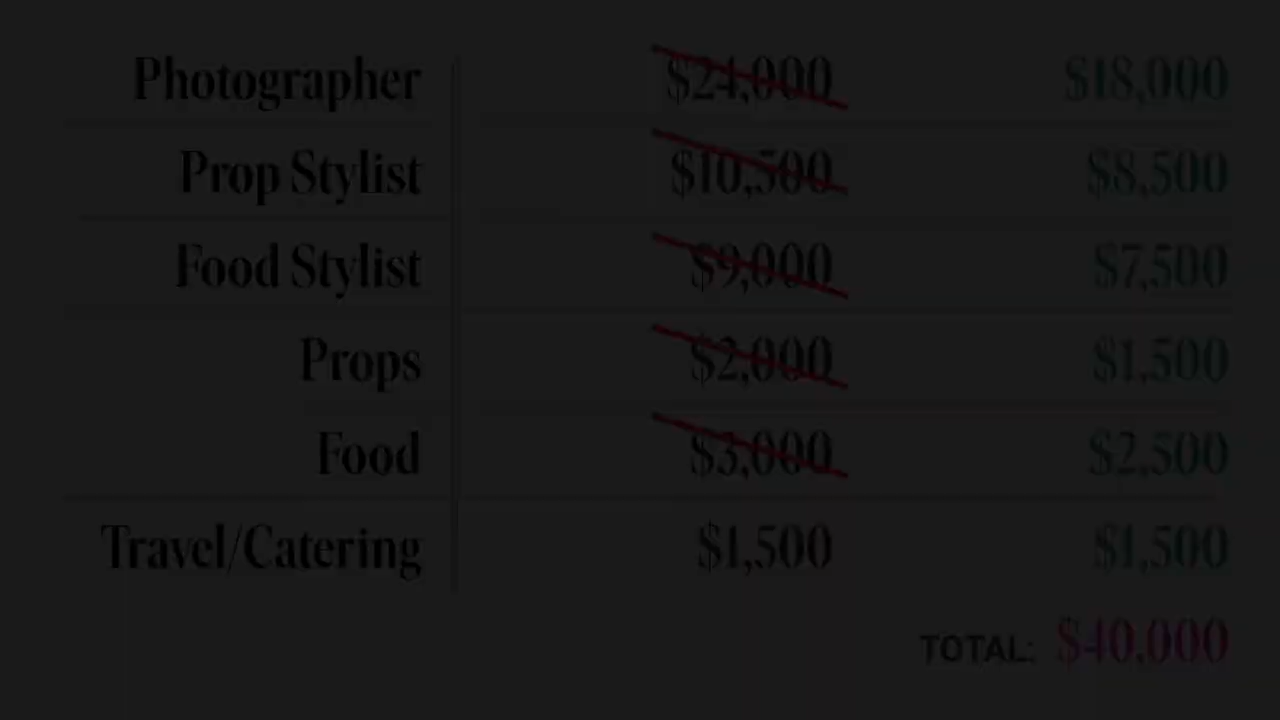 Photographer $24,000 $18,000
Prop Stylist $10,500 $8,500
Food Stylist $9,000 $7,500
Props $2,000 $1,500
Food $3,000 $2,500
Travel/Catering $1,500 $1,500
TOTAL: $40,000